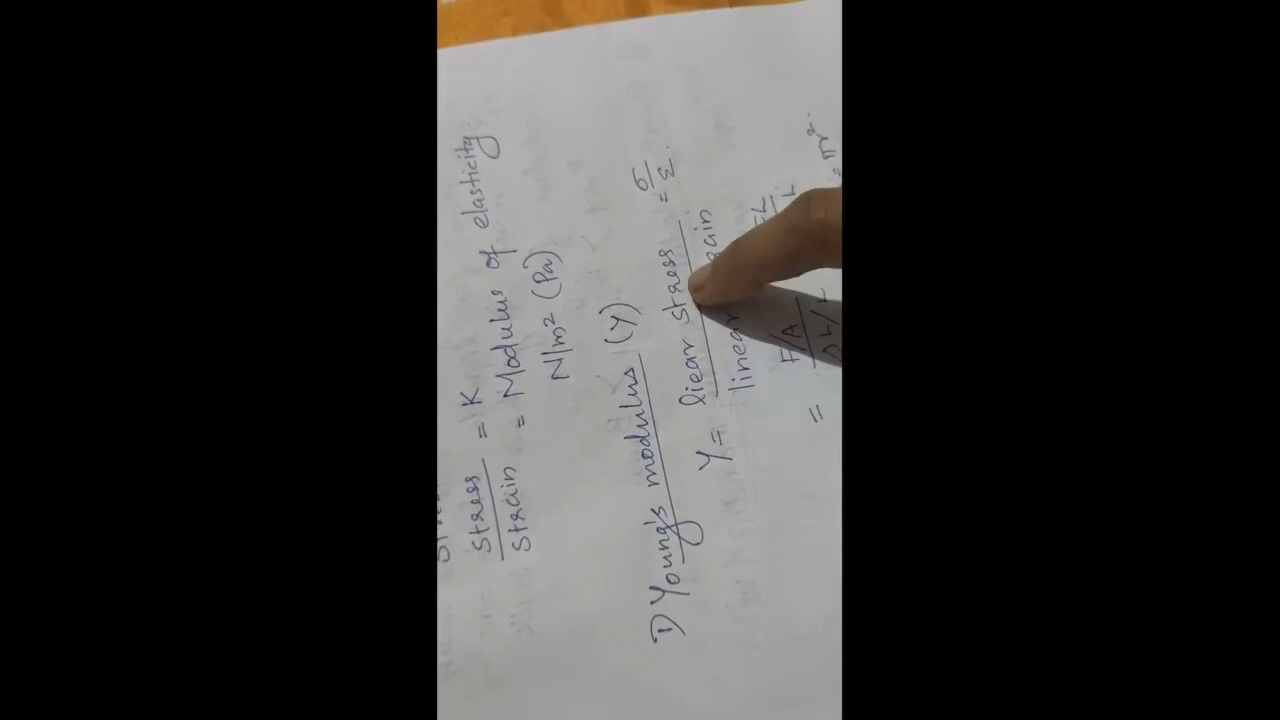 Stress = K
Strain = Modulus of elasticity
N/m² (Pa)
1) Young's modulus (Y)
Y = liear stress = σ
linear ε
= F/A